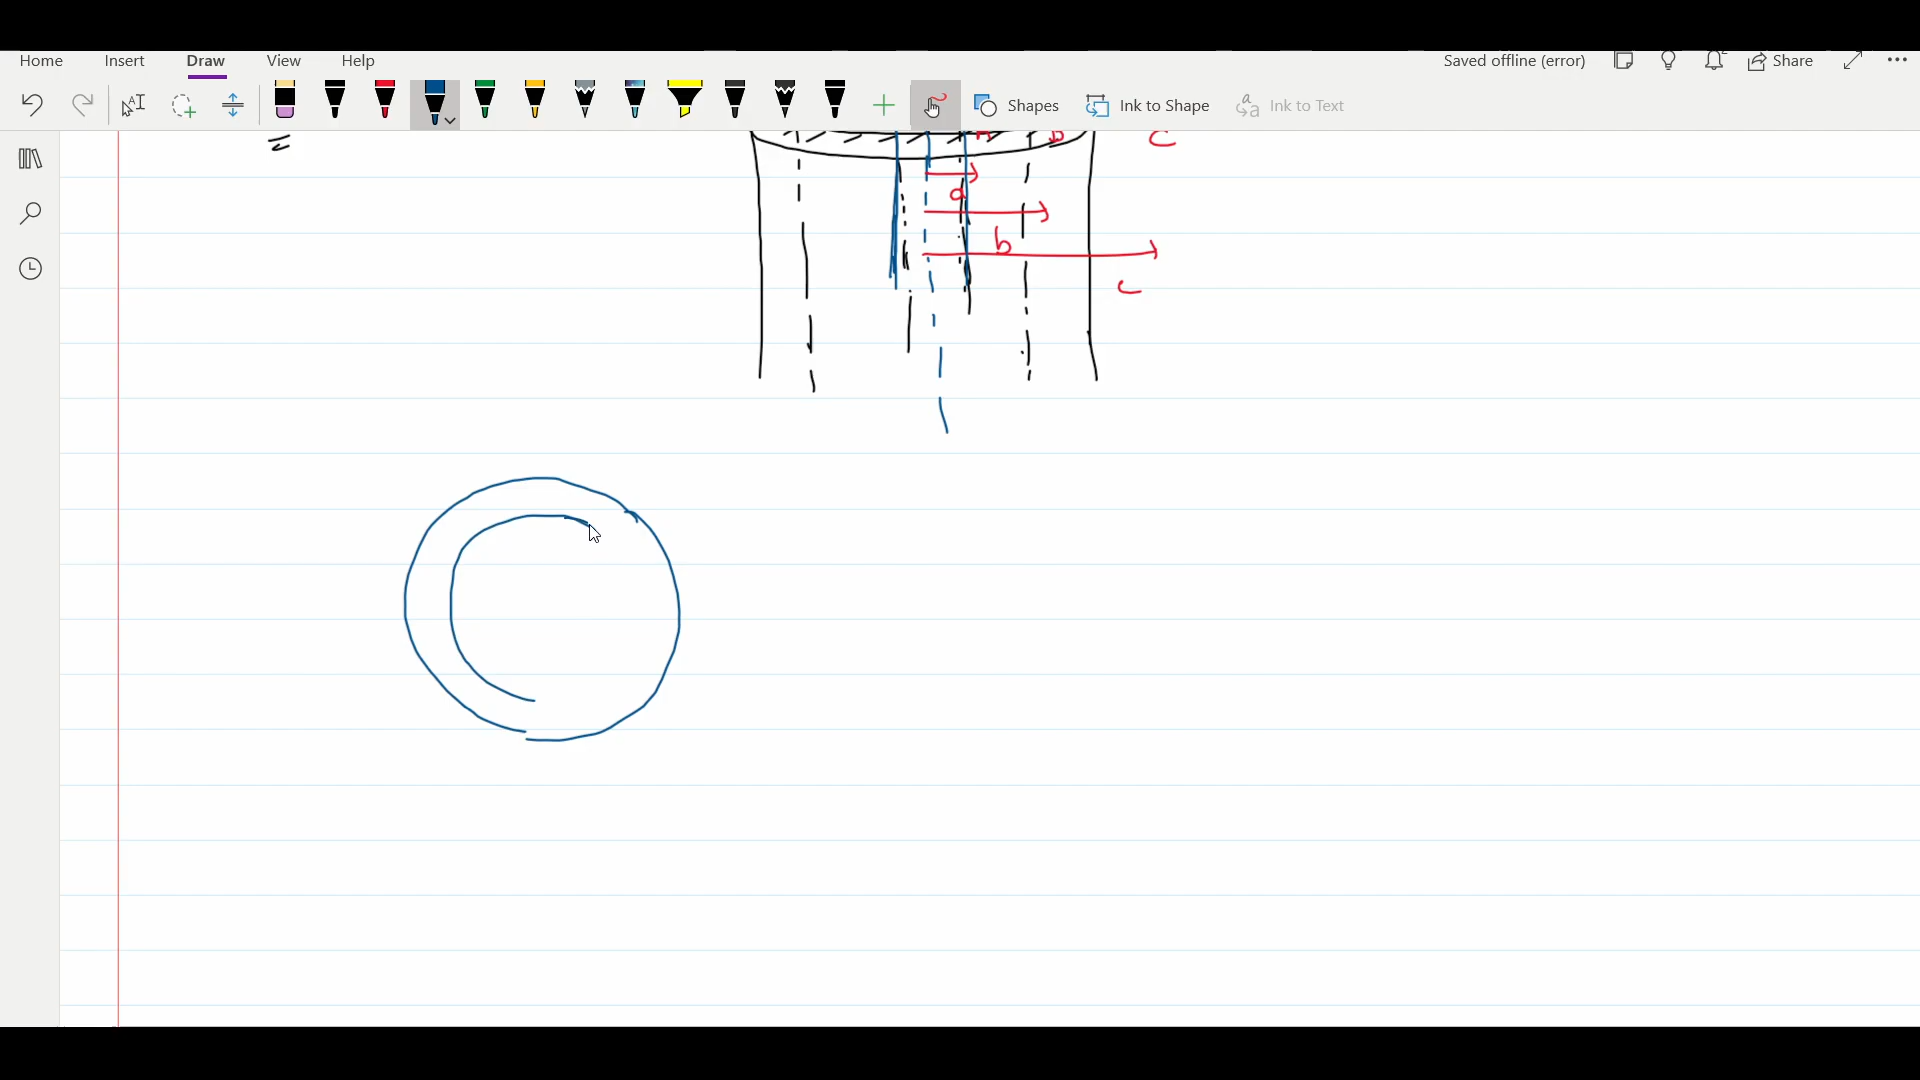 Home Insert Draw View Help Saved offline (error) Share
Shapes Ink to Shape Ink to Text
A B C
a
b
c